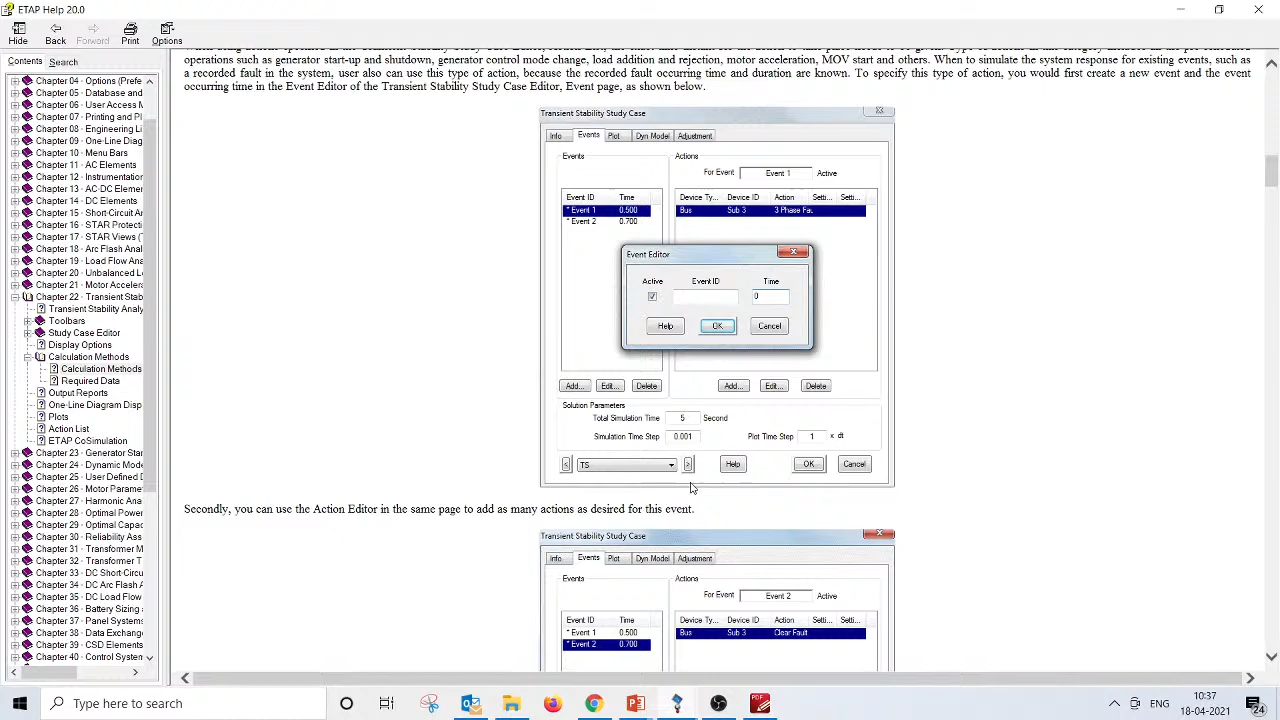 ETAP Help 20.0
Hide
Back
Forward
Print
Options
Contents
Search
Chapter 04 - Options (Prefe
Chapter 05 - Database and
Chapter 06 - User Access M
Chapter 07 - Printing and Pl
Chapter 08 - Engineering Li
Chapter 09 - One-Line Diag
Chapter 10 - Menu Bars
Chapter 11 - AC Elements
Chapter 12 - Instrumentatio
Chapter 13 - AC-DC Elemen
Chapter 14 - DC Elements
Chapter 15 - Short-Circuit Ar
Chapter 16 - STAR Protecti
Chapter 17 - STAR Views (T
Chapter 18 - Arc Flash Anal
Chapter 19 - Load Flow Ana
Chapter 20 - Unbalanced Lo
Chapter 21 - Motor Accelera
Chapter 22 - Transient Stab
Transient Stability Analy
Toolbars
Study Case Editor
Display Options
Calculation Methods
Calculation Methods
Required Data
Output Reports
One-Line Diagram Disp
Plots
Action List
ETAP CoSimulation
Chapter 23 - Generator Star
Chapter 24 - Dynamic Mode
Chapter 25 - User Defined D
Chapter 26 - Motor Parame
Chapter 27 - Harmonic Ana
Chapter 28 - Optimal Power
Chapter 29 - Optimal Capac
Chapter 30 - Reliability Ass
Chapter 31 - Transformer M
Chapter 32 - Transformer T
Chapter 33 - DC Short-Circu
Chapter 34 - DC Arc Flash A
Chapter 35 - DC Load Flow
Chapter 36 - Battery Sizing
Chapter 37 - Panel Systems
Chapter 38 - Data Exchange
Chapter 39 - CSD Elements
Chapter 40 - Control System
operations such as generator start-up and shutdown, generator control mode change, load addition and rejection, motor acceleration, MOV start and others. When to simulate the system response for existing events, such as
a recorded fault in the system, user also can use this type of action, because the recorded fault occurring time and duration are known. To specify this type of action, you would first create a new event and the event
occurring time in the Event Editor of the Transient Stability Study Case Editor, Event page, as shown below.
Transient Stability Study Case
Info Events Plot Dyn Model Adjustment
Events
Event ID Time
* Event 1 0.500
* Event 2 0.700
Actions
For Event Event 1 Active
Device Ty... Device ID Action Setti... Setti...
Bus Sub 3 3 Phase Fau
Event Editor
Active Event ID Time
0
Help OK Cancel
Add... Edit... Delete
Add... Edit... Delete
Solution Parameters
Total Simulation Time 5 Second
Simulation Time Step 0.001 Plot Time Step 1 x dt
< TS > Help OK Cancel
Secondly, you can use the Action Editor in the same page to add as many actions as desired for this event.
Transient Stability Study Case
Info Events Plot Dyn Model Adjustment
Events
Event ID Time
* Event 1 0.500
* Event 2 0.700
Actions
For Event Event 2 Active
Device Ty... Device ID Action Setti... Setti...
Bus Sub 3 Clear Fault
Type here to search
ENG
10:37
18-04-2021
24